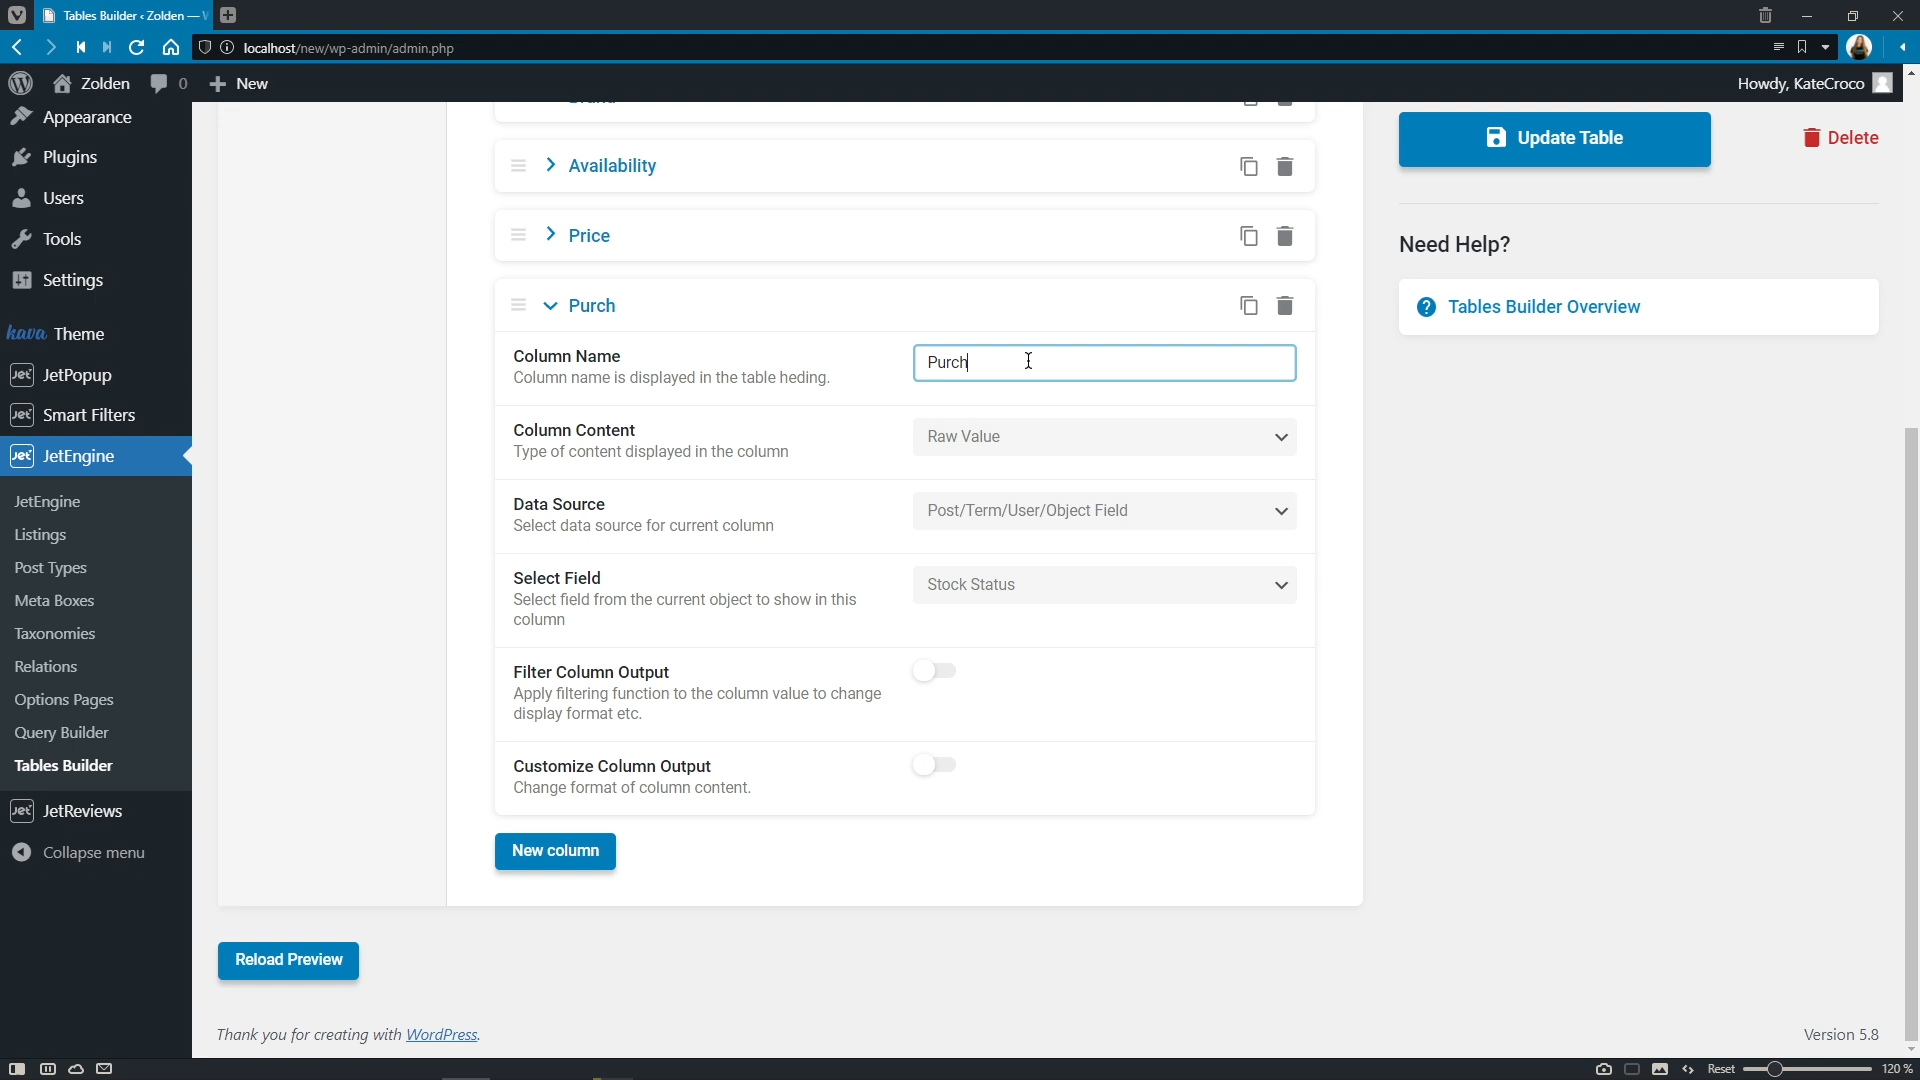 Tables Builder ‹ Zolden — W
localhost/new/wp-admin/admin.php
Zolden
0
New
Howdy, KateCroco
Appearance
Plugins
Users
Tools
Settings
kava Theme
Jet JetPopup
Jet Smart Filters
Jet JetEngine
JetEngine
Listings
Post Types
Meta Boxes
Taxonomies
Relations
Options Pages
Query Builder
Tables Builder
Jet JetReviews
Collapse menu
Availability
Price
Purch
Column Name
Column name is displayed in the table heding.
Purch
Column Content
Type of content displayed in the column
Raw Value
Data Source
Select data source for current column
Post/Term/User/Object Field
Select Field
Select field from the current object to show in this
column
Stock Status
Filter Column Output
Apply filtering function to the column value to change
display format etc.
Customize Column Output
Change format of column content.
New column
Reload Preview
Update Table
Delete
Need Help?
Tables Builder Overview
Thank you for creating with WordPress.
Version 5.8
Reset
120 %